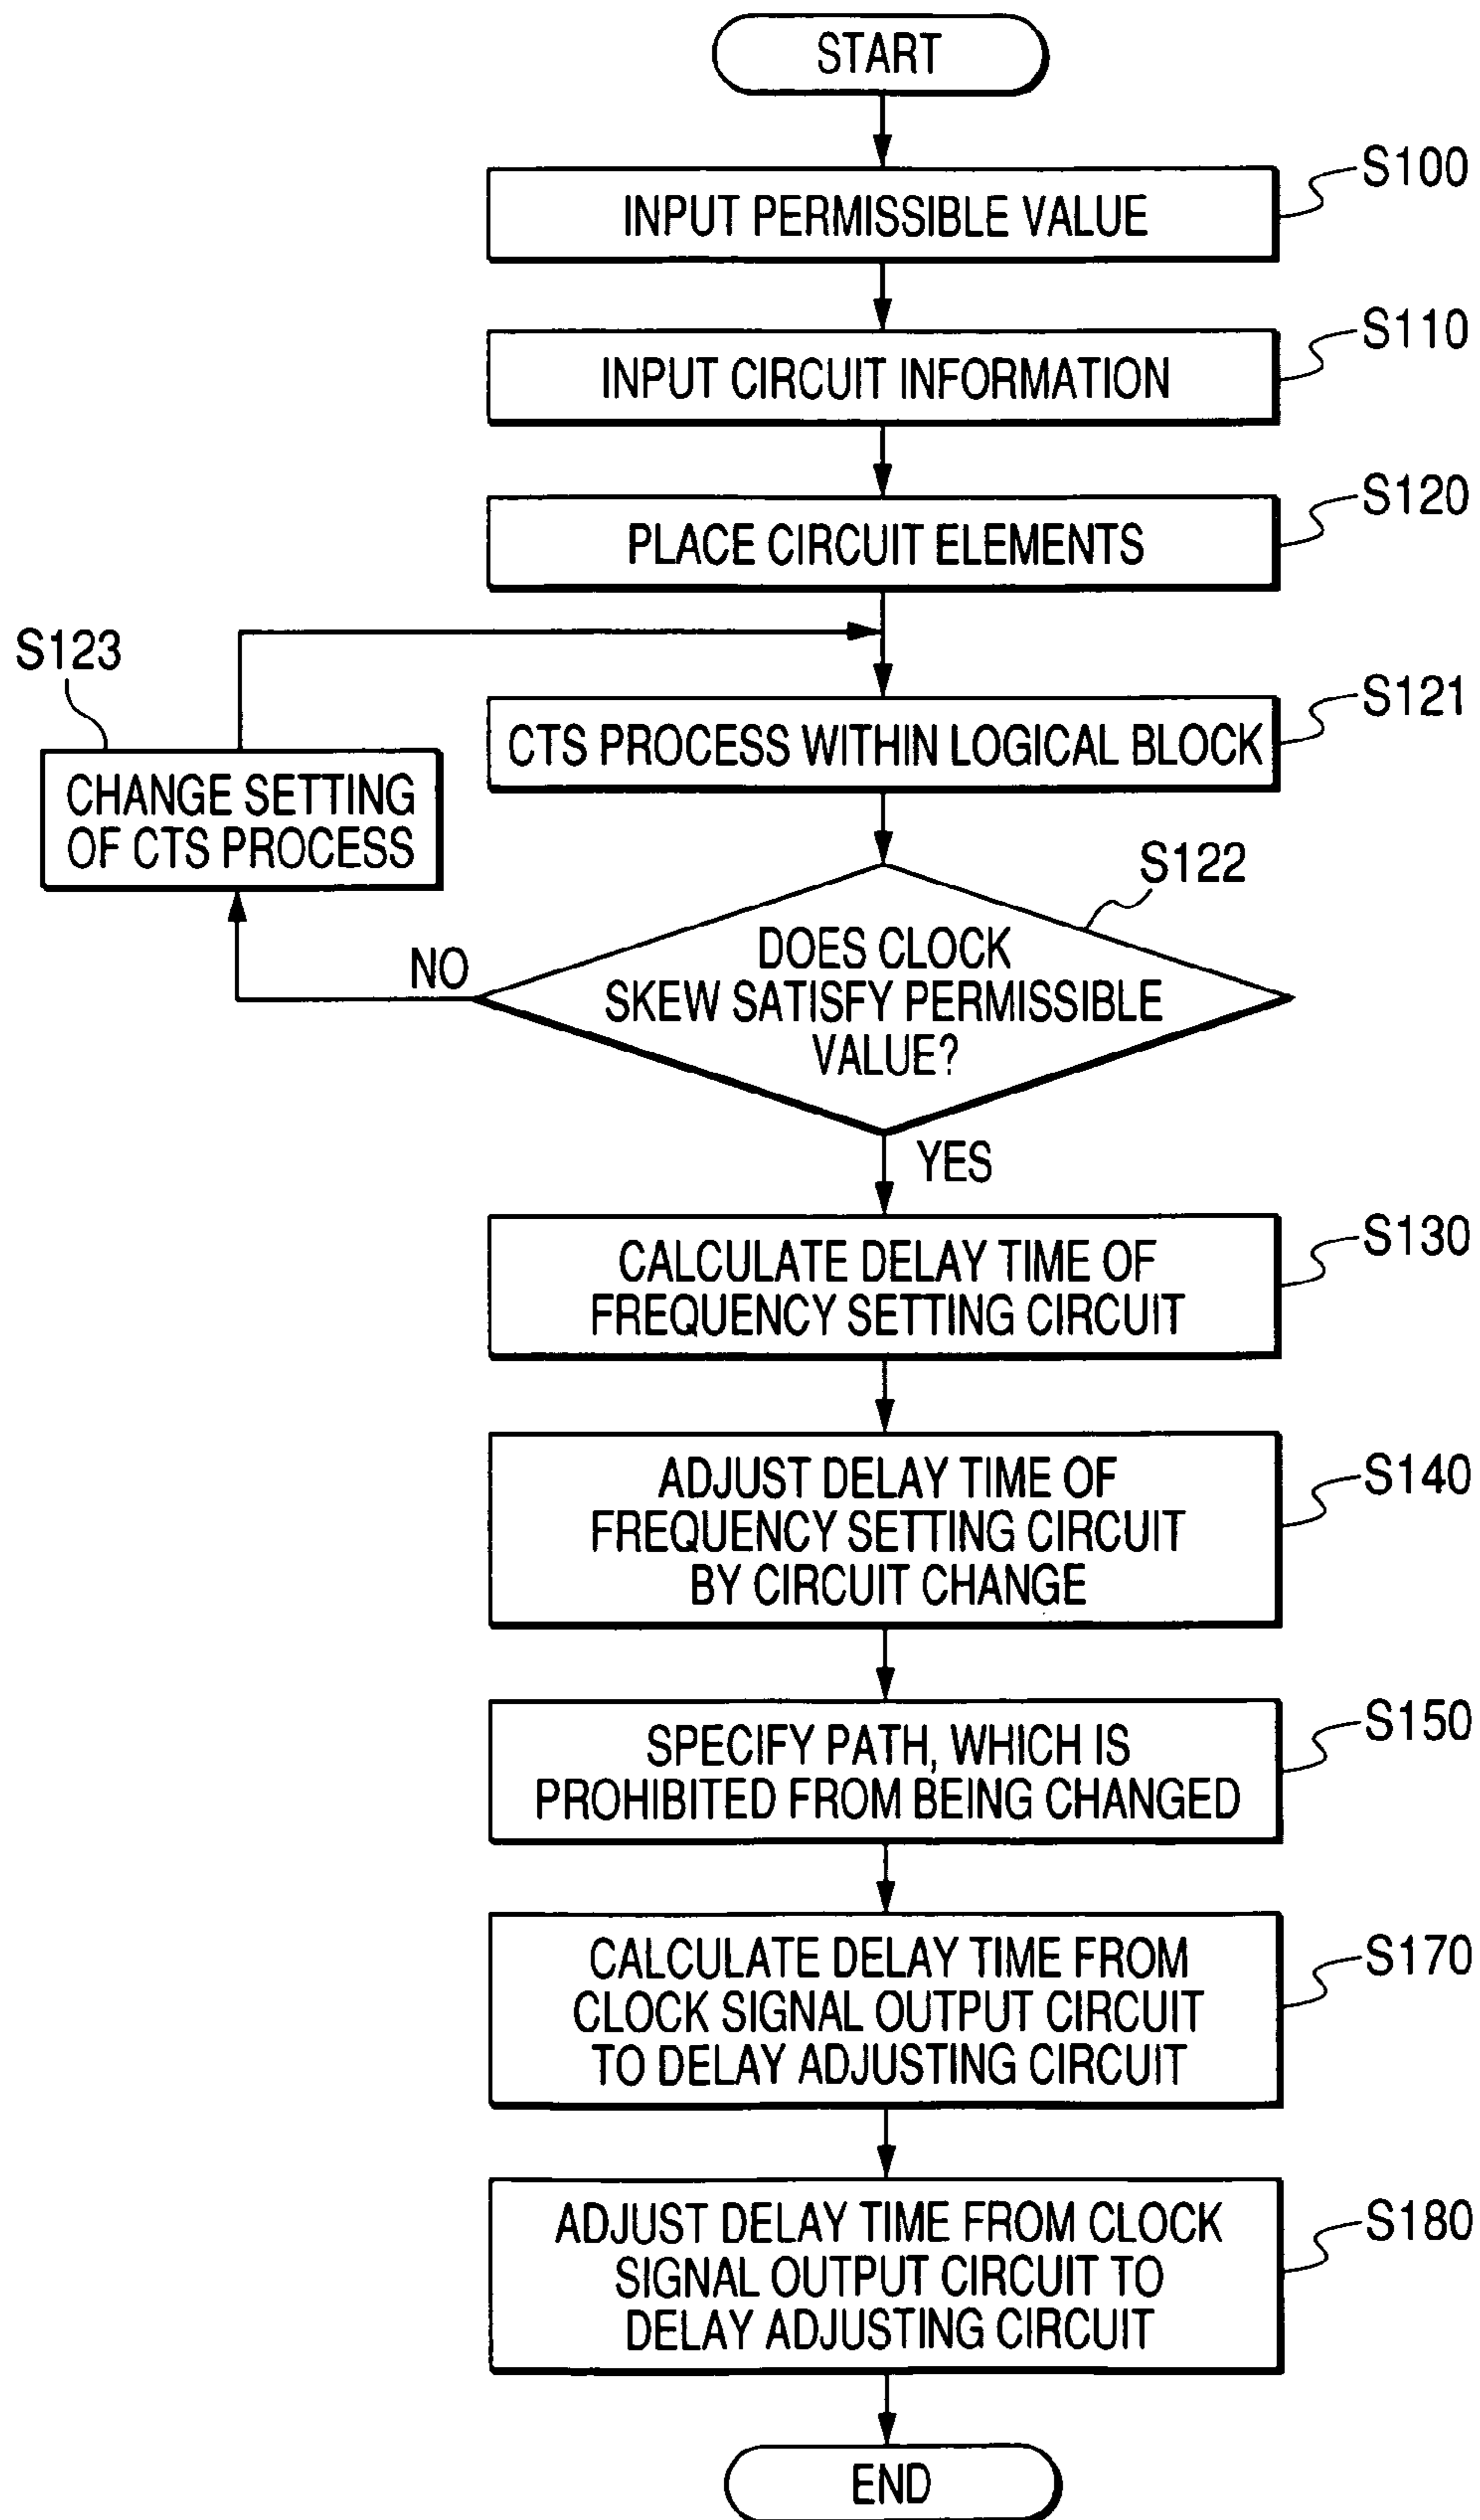 START
S100
INPUT PERMISSIBLE VALUE
S110
INPUT CIRCUIT INFORMATION
S120
PLACE CIRCUIT ELEMENTS
S123
S121
CTS PROCESS WITHIN LOGICAL BLOCK
CHANGE SETTING
OF CTS PROCESS
S122
DOES CLOCK
SKEW SATISFY PERMISSIBLE
VALUE?
NO
YES
S130
CALCULATE DELAY TIME OF
FREQUENCY SETTING CIRCUIT
S140
ADJUST DELAY TIME OF
FREQUENCY SETTING CIRCUIT
BY CIRCUIT CHANGE
S150
SPECIFY PATH, WHICH IS
PROHIBITED FROM BEING CHANGED
S170
CALCULATE DELAY TIME FROM
CLOCK SIGNAL OUTPUT CIRCUIT
TO DELAY ADJUSTING CIRCUIT
S180
ADJUST DELAY TIME FROM CLOCK
SIGNAL OUTPUT CIRCUIT TO
DELAY ADJUSTING CIRCUIT
END